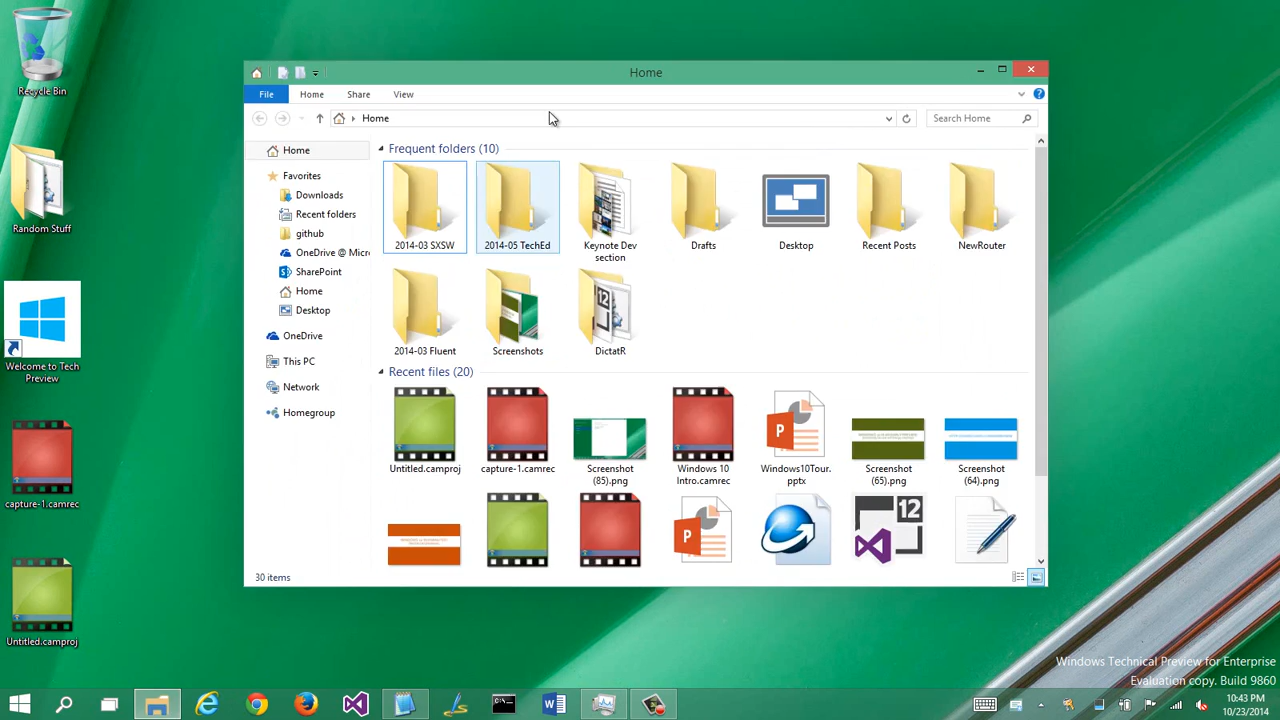 Recycle Bin
Random Stuff
Welcome to Tech
Preview
capture-1.camrec
Untitled.camproj
Home
File
Home
Share
View
Home
Search Home
Home
Favorites
Downloads
Recent folders
github
OneDrive @ Micr
SharePoint
Home
Desktop
OneDrive
This PC
Network
Homegroup
Frequent folders (10)
2014-03 SXSW
2014-05 TechEd
Keynote Dev
section
Drafts
Desktop
Recent Posts
NewRouter
2014-03 Fluent
Screenshots
12
DictatR
Recent files (20)
Untitled.camproj
capture-1.camrec
Screenshot
(85).png
Windows 10
Intro.camrec
P
Windows10Tour.
pptx
Screenshot
(65).png
Screenshot
(64).png
P
12
30 items
Windows Technical Preview for Enterprise
Evaluation copy. Build 9860
10:43 PM
10/23/2014